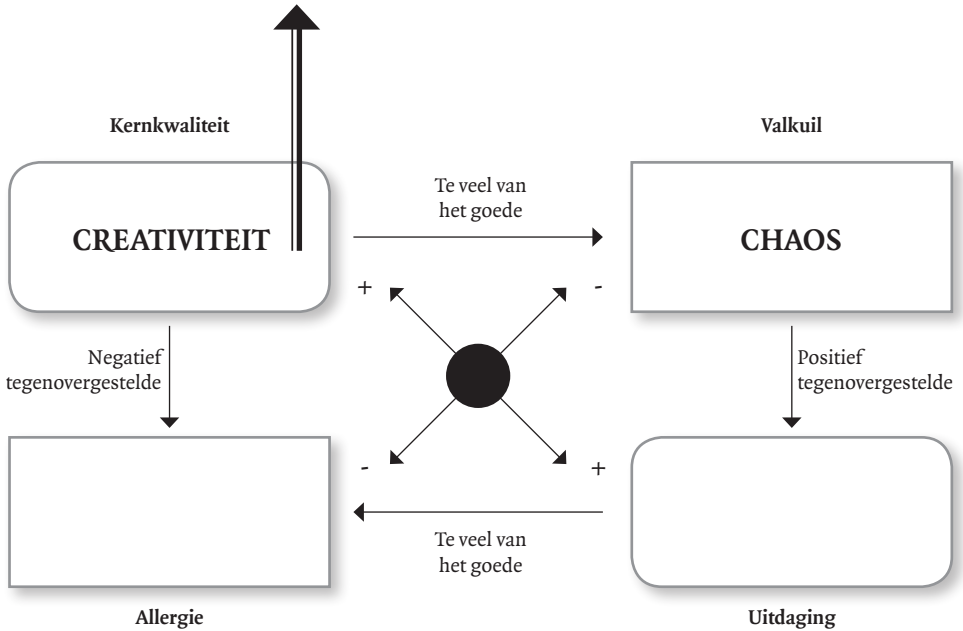 Kernkwaliteit
Valkuil
CREATIVITEIT
Te veel van
het goede
CHAOS
+
-
Negatief
tegenovergestelde
Positief
tegenovergestelde
-
+
Te veel van
het goede
Allergie
Uitdaging